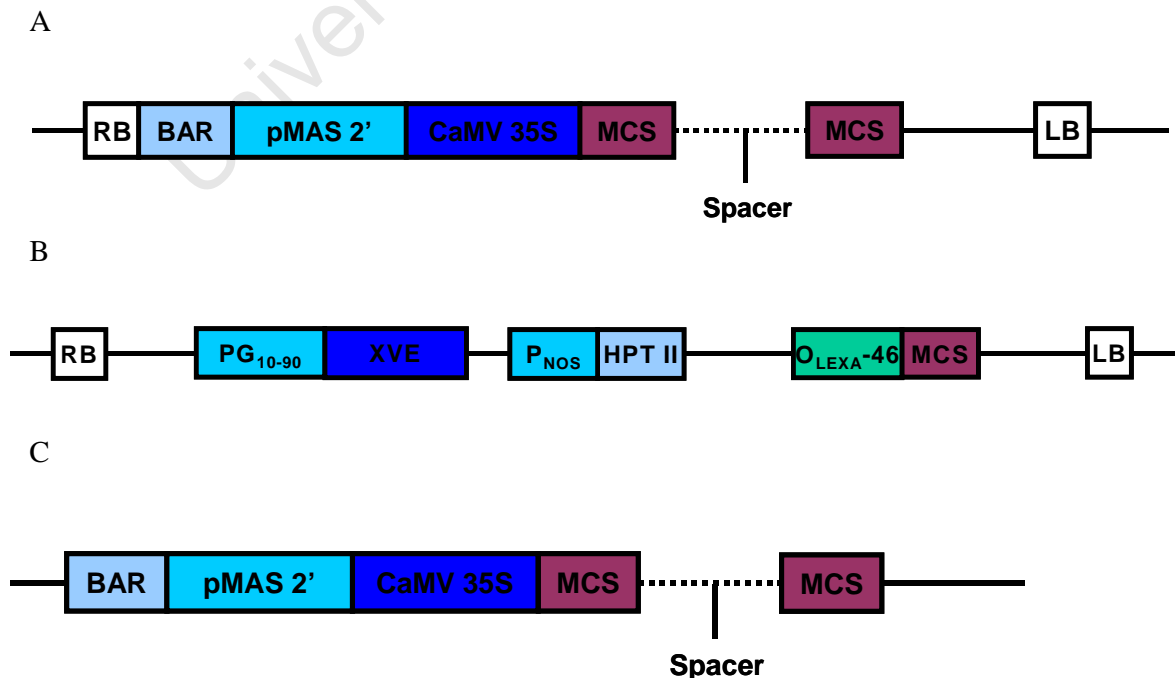 A
RB BAR pMAS 2’ CaMV 35S MCS MCS LB
Spacer
B
RB PG10-90 XVE PNOS HPT II OLEXA-46 MCS LB
C
BAR pMAS 2’ CaMV 35S MCS MCS
Spacer